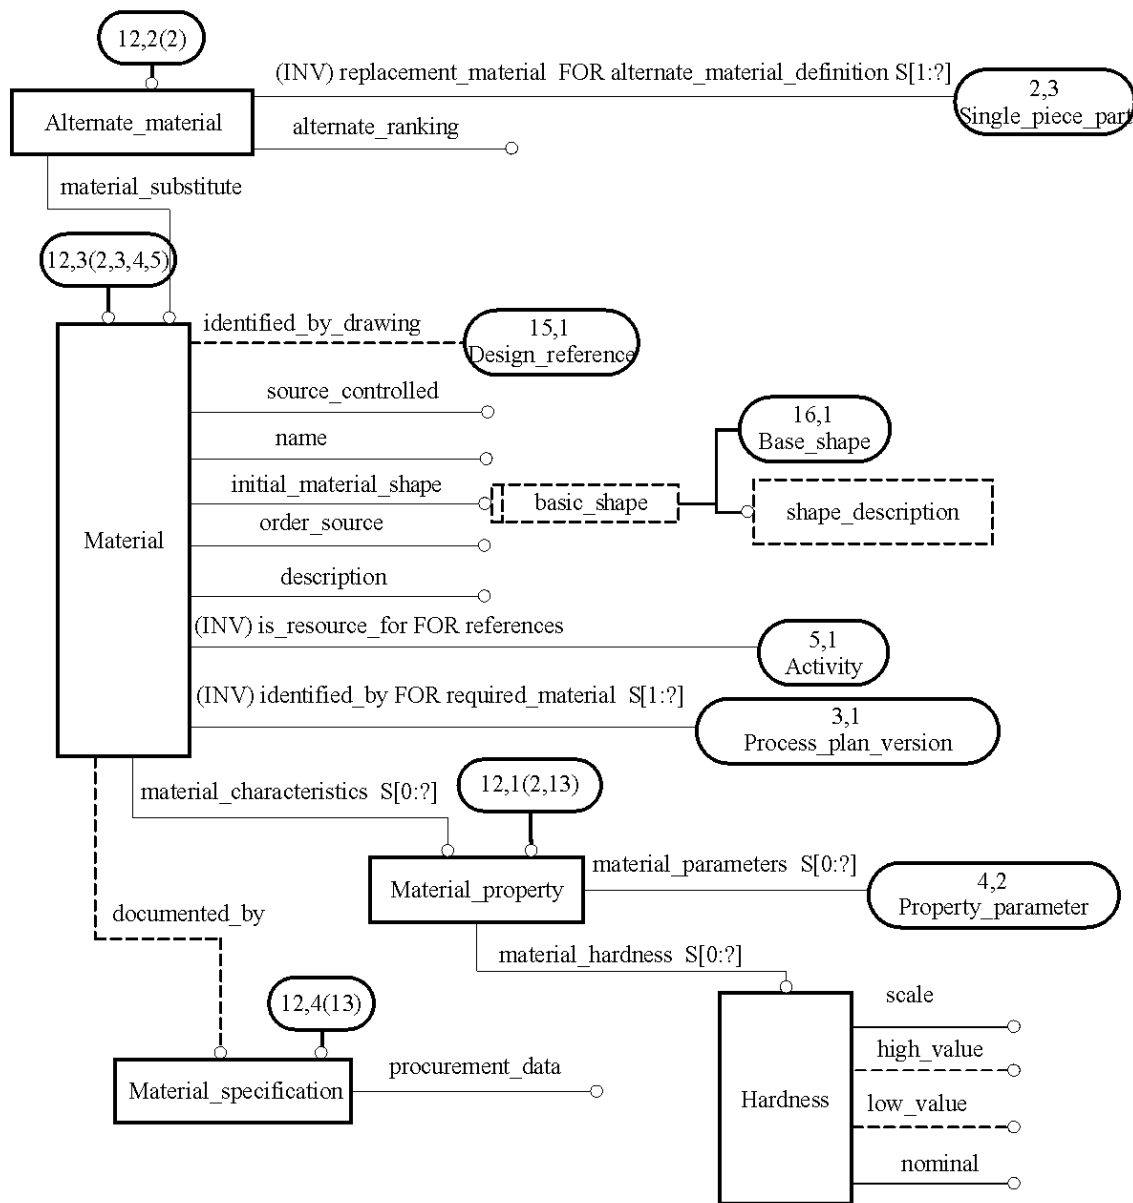 12,2(2)
(INV) replacement_material FOR alternate_material_definition S[1:?]
2,3
Single_piece_part
Alternate_material
alternate_ranking
material_substitute
12,3(2,3,4,5)
identified_by_drawing
15,1
Design_reference
source_controlled
16,1
Base_shape
name
initial_material_shape
basic_shape
shape_description
order_source
Material
description
(INV) is_resource_for FOR references
5,1
Activity
(INV) identified_by FOR required_material S[1:?]
3,1
Process_plan_version
material_characteristics S[0:?]
12,1(2,13)
material_parameters S[0:?]
Material_property
4,2
Property_parameter
documented_by
material_hardness S[0:?]
12,4(13)
scale
high_value
procurement_data
Material_specification
Hardness
low_value
nominal